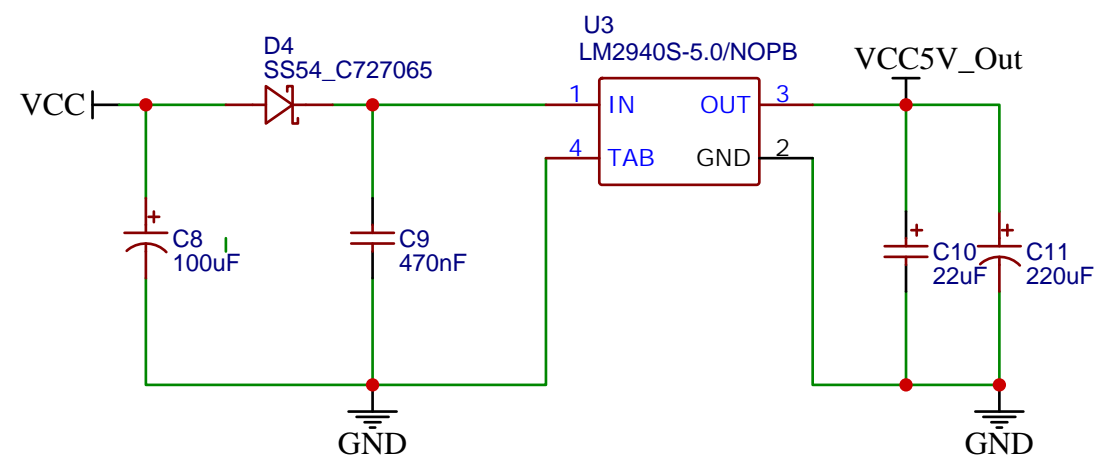 U3
LM2940S-5.0/NOPB
D4
SS54_C727065
VCC5V_Out
VCC
1
IN
OUT
3
4
TAB
GND
2
+
C8
100uF
C9
470nF
+
C10
22uF
+
C11
220uF
GND
GND